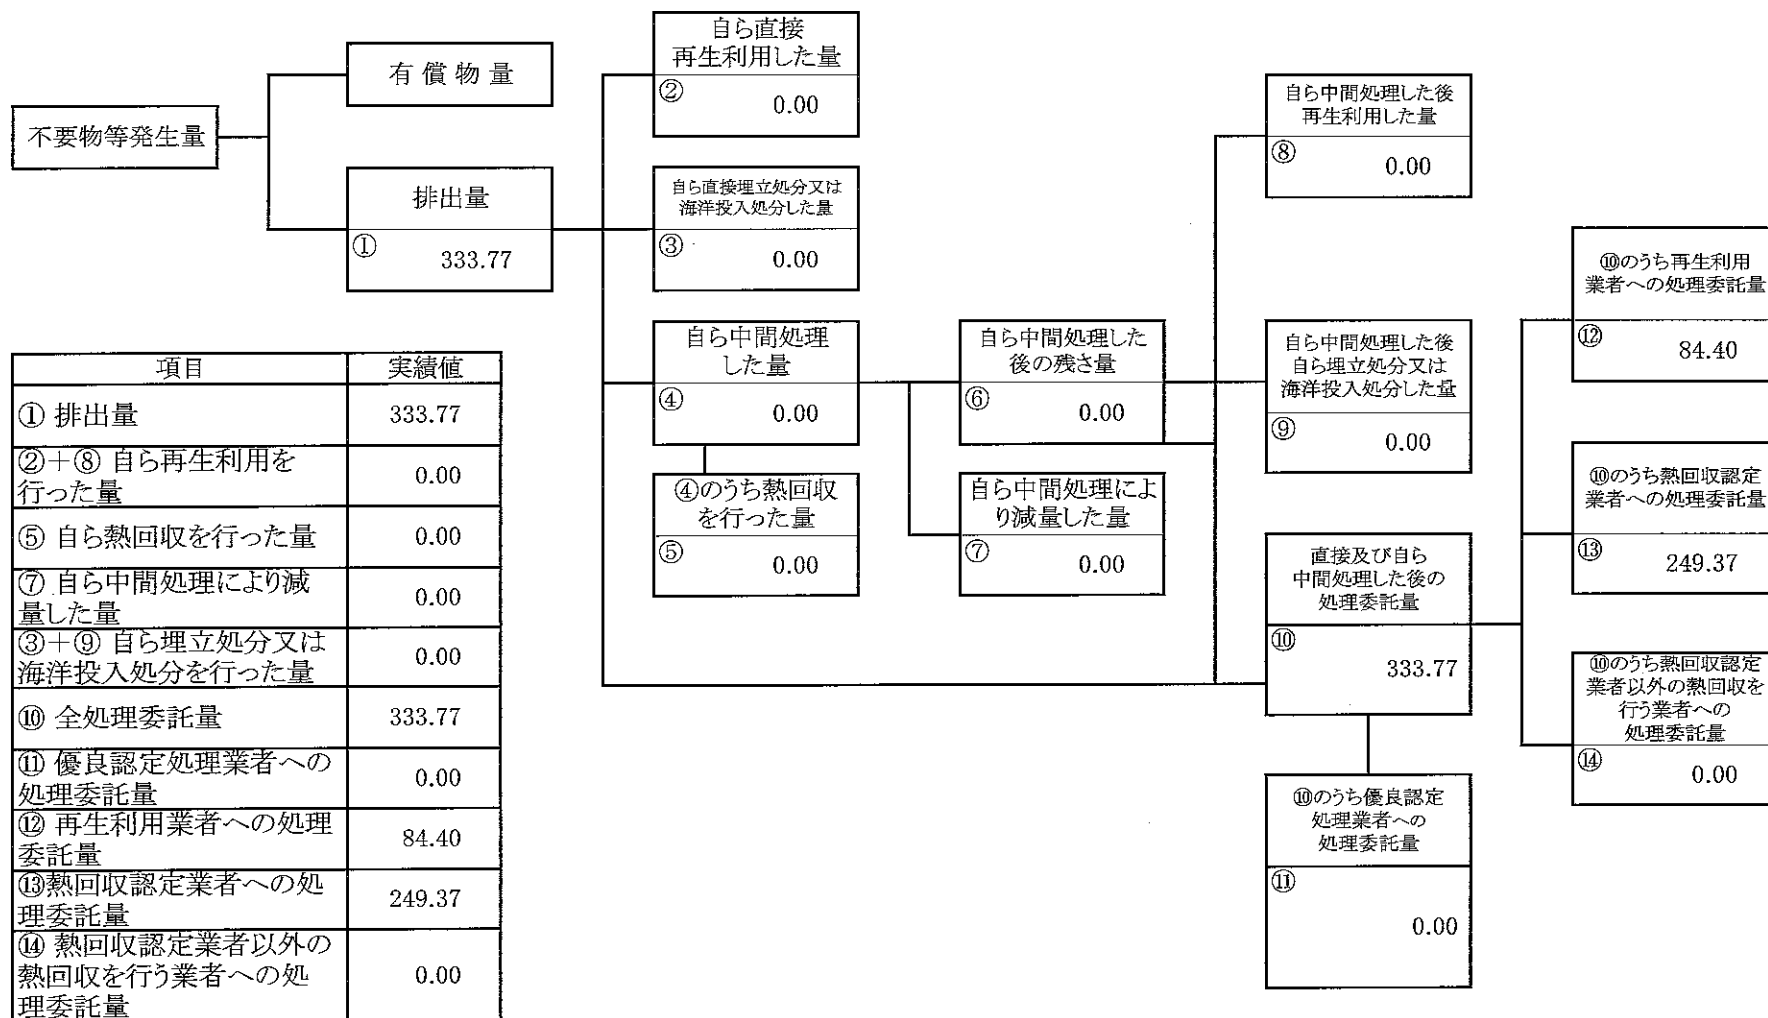 不要物等発生量
有償物量
排出量
①
333.77
自ら直接
再生利用した量
②
0.00
自ら直接埋立処分又は
海洋投入処分した量
③
0.00
自ら中間処理
した量
④
0.00
④のうち熱回収
を行った量
⑤
0.00
自ら中間処理した
後の残さ量
⑥
0.00
自ら中間処理によ
り減量した量
⑦
0.00
自ら中間処理した後
再生利用した量
⑧
0.00
自ら中間処理した後
自ら埋立処分又は
海洋投入処分した量
⑨
0.00
直接及び自ら
中間処理した後の
処理委託量
⑩
333.77
⑩のうち優良認定
処理業者への
処理委託量
⑪
0.00
⑩のうち再生利用
業者への処理委託量
⑫
84.40
⑩のうち熱回収認定
業者への処理委託量
⑬
249.37
⑩のうち熱回収認定
業者以外の熱回収を
行う業者への
処理委託量
⑭
0.00
項目 実績値
① 排出量 333.77
②+⑧ 自ら再生利用を
行った量 0.00
⑤ 自ら熱回収を行った量 0.00
⑦ 自ら中間処理により減
量した量 0.00
③+⑨ 自ら埋立処分又は
海洋投入処分を行った量 0.00
⑩ 全処理委託量 333.77
⑪ 優良認定処理業者への
処理委託量 0.00
⑫ 再生利用業者への処理
委託量 84.40
⑬熱回収認定業者への処
理委託量 249.37
⑭ 熱回収認定業者以外の
熱回収を行う業者への処
理委託量 0.00